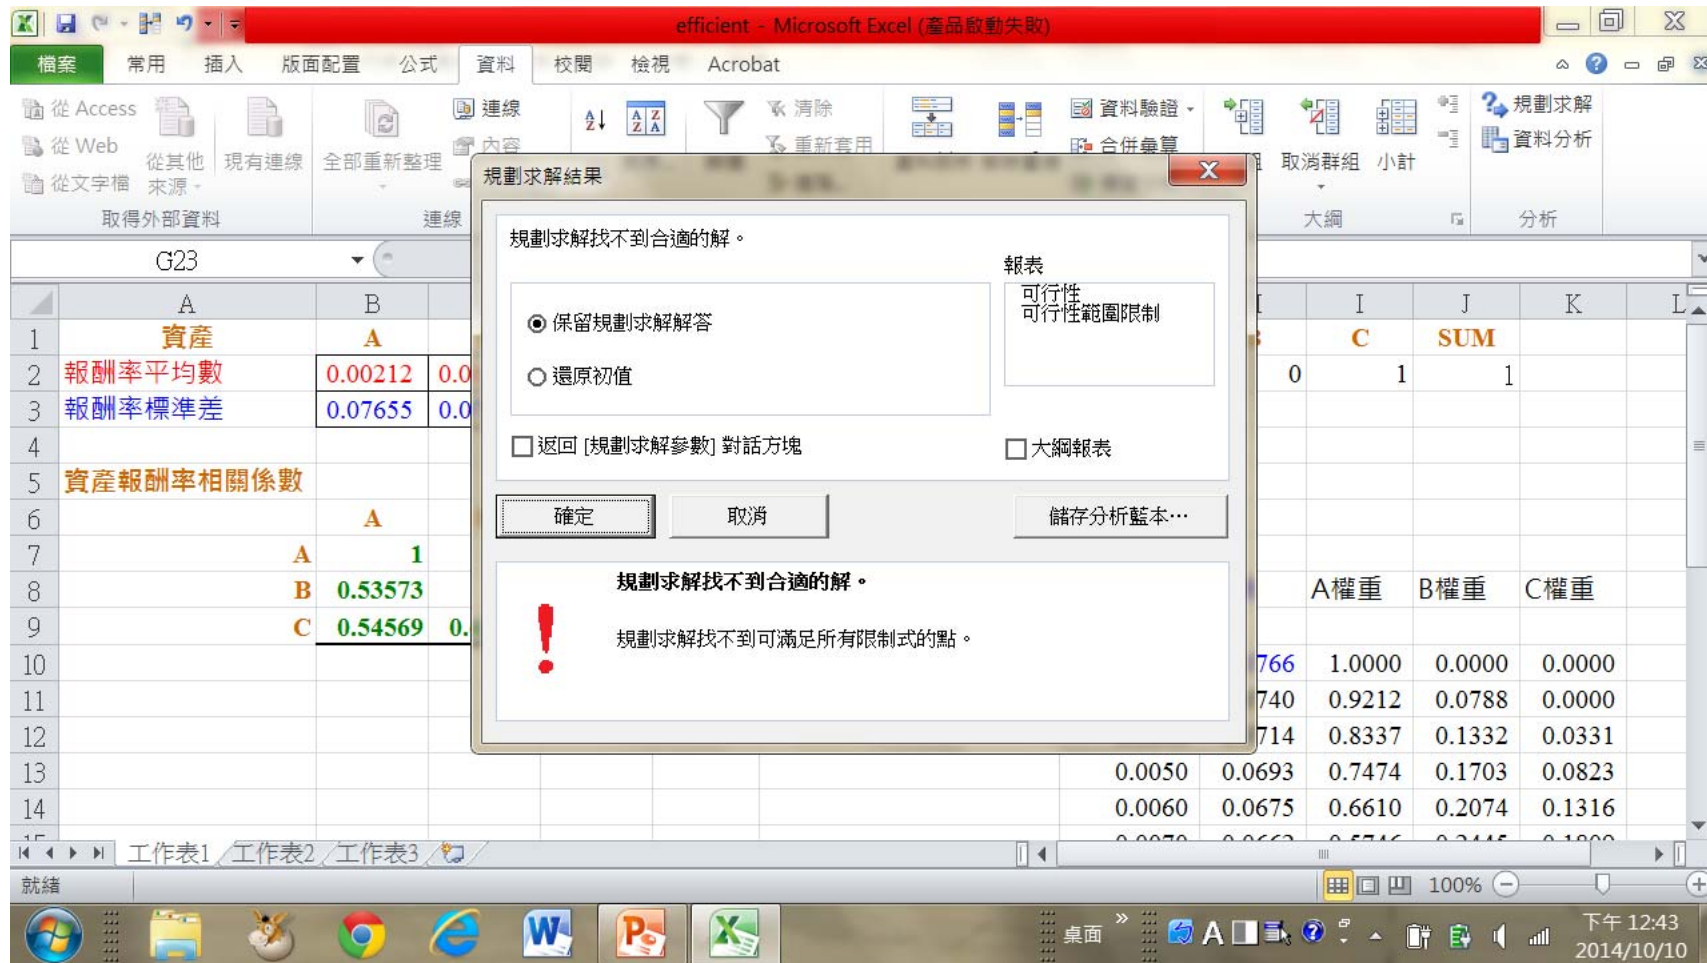 efficient - Microsoft Excel (產品啟動失敗)
檔案 常用 插入 版面配置 公式 資料 校閱 檢視 Acrobat
從 Access
從 Web
從文字檔
從其他
來源
現有連線
全部重新整理
連線
內容
清除
重新套用
資料驗證
合併彙算
取消群組 小計
規劃求解
資料分析
取得外部資料 連線 大綱 分析
G23
規劃求解結果
規劃求解找不到合適的解。
保留規劃求解解答
還原初值
報表
可行性
可行性範圍限制
返回 [規劃求解參數] 對話方塊
大綱報表
確定 取消 儲存分析藍本…
規劃求解找不到合適的解。
規劃求解找不到可滿足所有限制式的點。
A B I J K L
1 資產 A C SUM
2 報酬率平均數 0.00212 0.0 0 1 1
3 報酬率標準差 0.07655 0.0
4
5 資產報酬率相關係數
6 A
7 A 1
8 B 0.53573 A權重 B權重 C權重
9 C 0.54569 0.
10 766 1.0000 0.0000 0.0000
11 740 0.9212 0.0788 0.0000
12 714 0.8337 0.1332 0.0331
13 0.0050 0.0693 0.7474 0.1703 0.0823
14 0.0060 0.0675 0.6610 0.2074 0.1316
工作表1 工作表2 工作表3
就緒 100%
桌面 A 下午 12:43
2014/10/10